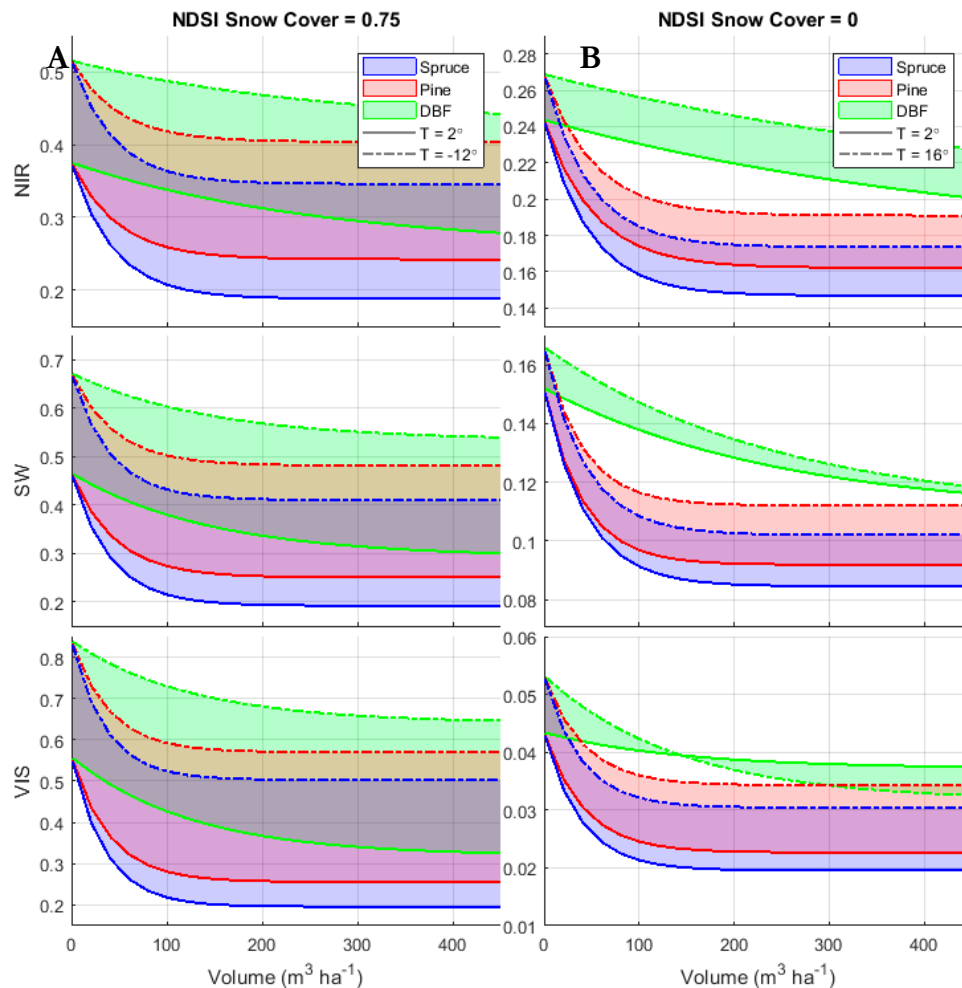 NDSI Snow Cover = 0.75
NDSI Snow Cover = 0
A
B
Spruce
Pine
DBF
T = 2°
T = -12°
Spruce
Pine
DBF
T = 2°
T = 16°
NIR
0.5
0.4
0.3
0.2
0.28
0.26
0.24
0.22
0.2
0.18
0.16
0.14
SW
0.7
0.6
0.5
0.4
0.3
0.2
0.16
0.14
0.12
0.1
0.08
VIS
0.8
0.7
0.6
0.5
0.4
0.3
0.2
0.06
0.05
0.04
0.03
0.02
0.01
0 100 200 300 400
0 100 200 300 400
Volume (m³ ha⁻¹)
Volume (m³ ha⁻¹)